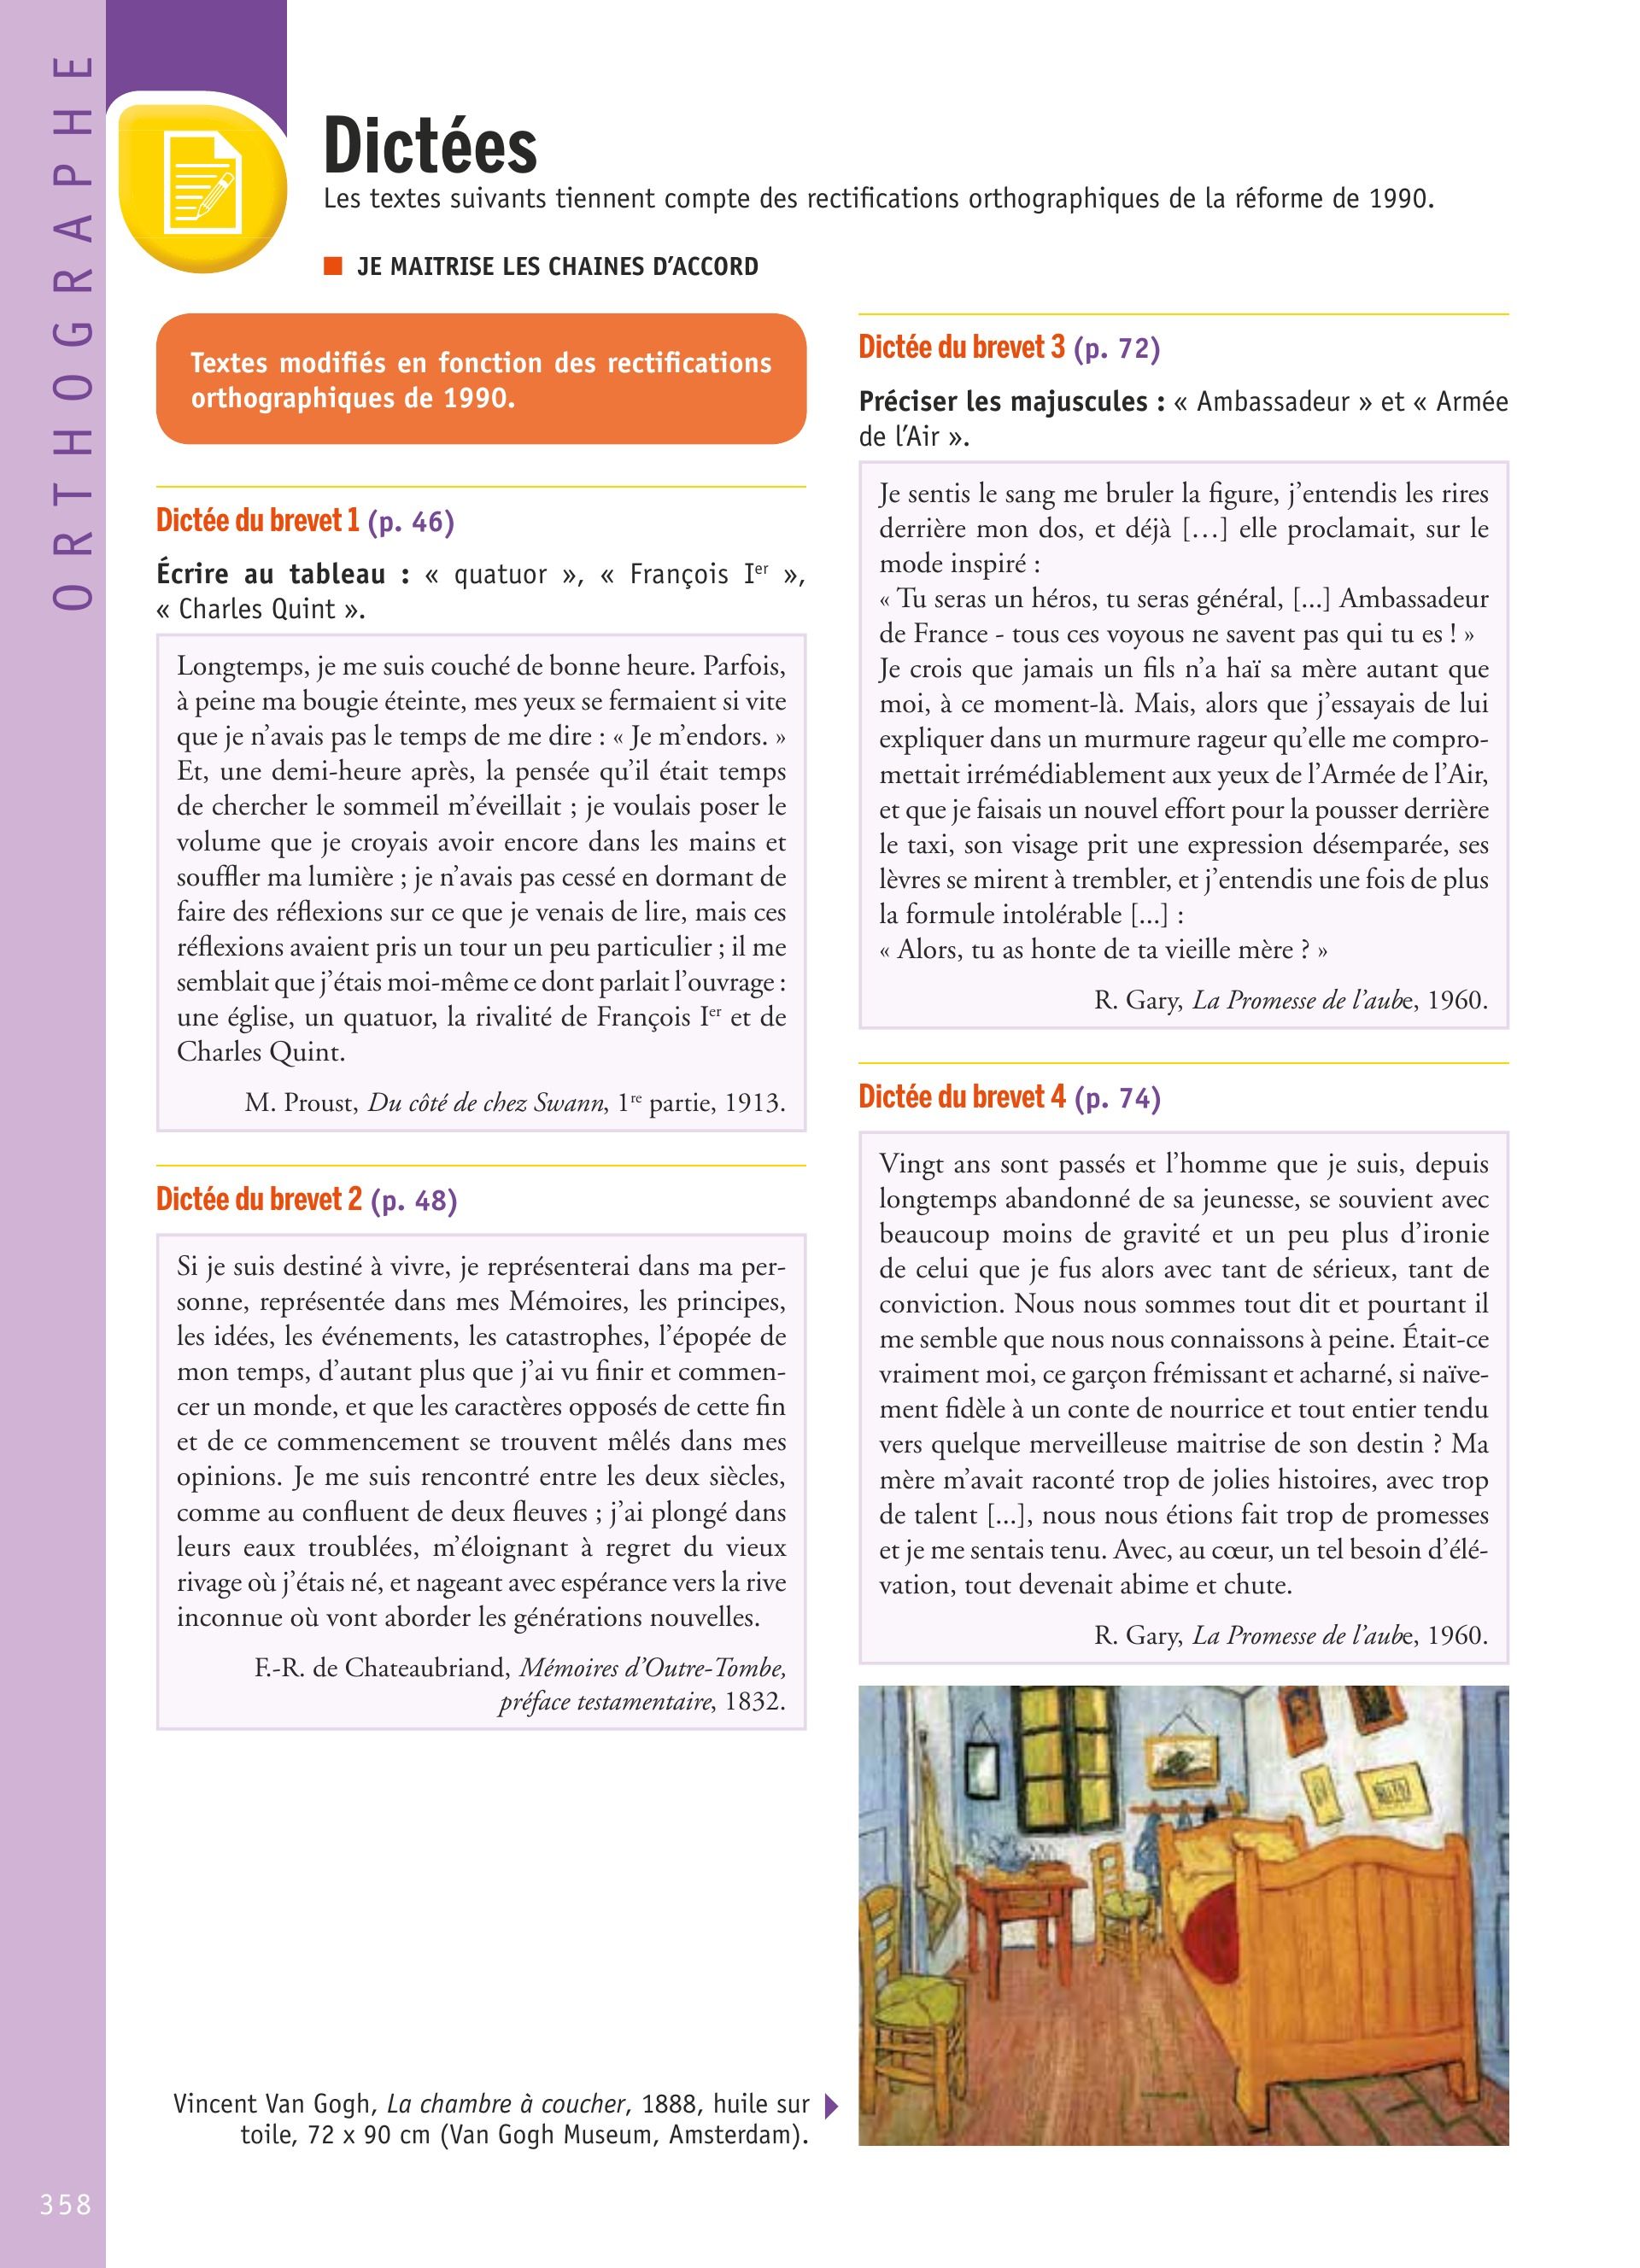 ORTHOGRAPHE
Dictées
Les textes suivants tiennent compte des rectifications orthographiques de la réforme de 1990.
■ JE MAITRISE LES CHAINES D’ACCORD
Textes modifiés en fonction des rectifications
orthographiques de 1990.
Dictée du brevet 1 (p. 46)
Écrire au tableau : « quatuor », « François Ier »,
« Charles Quint ».
Longtemps, je me suis couché de bonne heure. Parfois,
à peine ma bougie éteinte, mes yeux se fermaient si vite
que je n’avais pas le temps de me dire : « Je m’endors. »
Et, une demi-heure après, la pensée qu’il était temps
de chercher le sommeil m’éveillait ; je voulais poser le
volume que je croyais avoir encore dans les mains et
souffler ma lumière ; je n’avais pas cessé en dormant de
faire des réflexions sur ce que je venais de lire, mais ces
réflexions avaient pris un tour un peu particulier ; il me
semblait que j’étais moi-même ce dont parlait l’ouvrage :
une église, un quatuor, la rivalité de François Ier et de
Charles Quint.
M. Proust, Du côté de chez Swann, 1re partie, 1913.
Dictée du brevet 2 (p. 48)
Si je suis destiné à vivre, je représenterai dans ma per-
sonne, représentée dans mes Mémoires, les principes,
les idées, les événements, les catastrophes, l’épopée de
mon temps, d’autant plus que j’ai vu finir et commen-
cer un monde, et que les caractères opposés de cette fin
et de ce commencement se trouvent mêlés dans mes
opinions. Je me suis rencontré entre les deux siècles,
comme au confluent de deux fleuves ; j’ai plongé dans
leurs eaux troublées, m’éloignant à regret du vieux
rivage où j’étais né, et nageant avec espérance vers la rive
inconnue où vont aborder les générations nouvelles.
F.-R. de Chateaubriand, Mémoires d’Outre-Tombe,
préface testamentaire, 1832.
Dictée du brevet 3 (p. 72)
Préciser les majuscules : « Ambassadeur » et « Armée
de l’Air ».
Je sentis le sang me bruler la figure, j’entendis les rires
derrière mon dos, et déjà […] elle proclamait, sur le
mode inspiré :
« Tu seras un héros, tu seras général, [...] Ambassadeur
de France - tous ces voyous ne savent pas qui tu es ! »
Je crois que jamais un fils n’a haï sa mère autant que
moi, à ce moment-là. Mais, alors que j’essayais de lui
expliquer dans un murmure rageur qu’elle me compro-
mettait irrémédiablement aux yeux de l’Armée de l’Air,
et que je faisais un nouvel effort pour la pousser derrière
le taxi, son visage prit une expression désemparée, ses
lèvres se mirent à trembler, et j’entendis une fois de plus
la formule intolérable [...] :
« Alors, tu as honte de ta vieille mère ? »
R. Gary, La Promesse de l’aube, 1960.
Dictée du brevet 4 (p. 74)
Vingt ans sont passés et l’homme que je suis, depuis
longtemps abandonné de sa jeunesse, se souvient avec
beaucoup moins de gravité et un peu plus d’ironie
de celui que je fus alors avec tant de sérieux, tant de
conviction. Nous nous sommes tout dit et pourtant il
me semble que nous nous connaissons à peine. Était-ce
vraiment moi, ce garçon frémissant et acharné, si naïve-
ment fidèle à un conte de nourrice et tout entier tendu
vers quelque merveilleuse maitrise de son destin ? Ma
mère m’avait raconté trop de jolies histoires, avec trop
de talent [...], nous nous étions fait trop de promesses
et je me sentais tenu. Avec, au cœur, un tel besoin d’élé-
vation, tout devenait abime et chute.
R. Gary, La Promesse de l’aube, 1960.
Vincent Van Gogh, La chambre à coucher, 1888, huile sur
toile, 72 x 90 cm (Van Gogh Museum, Amsterdam).
358